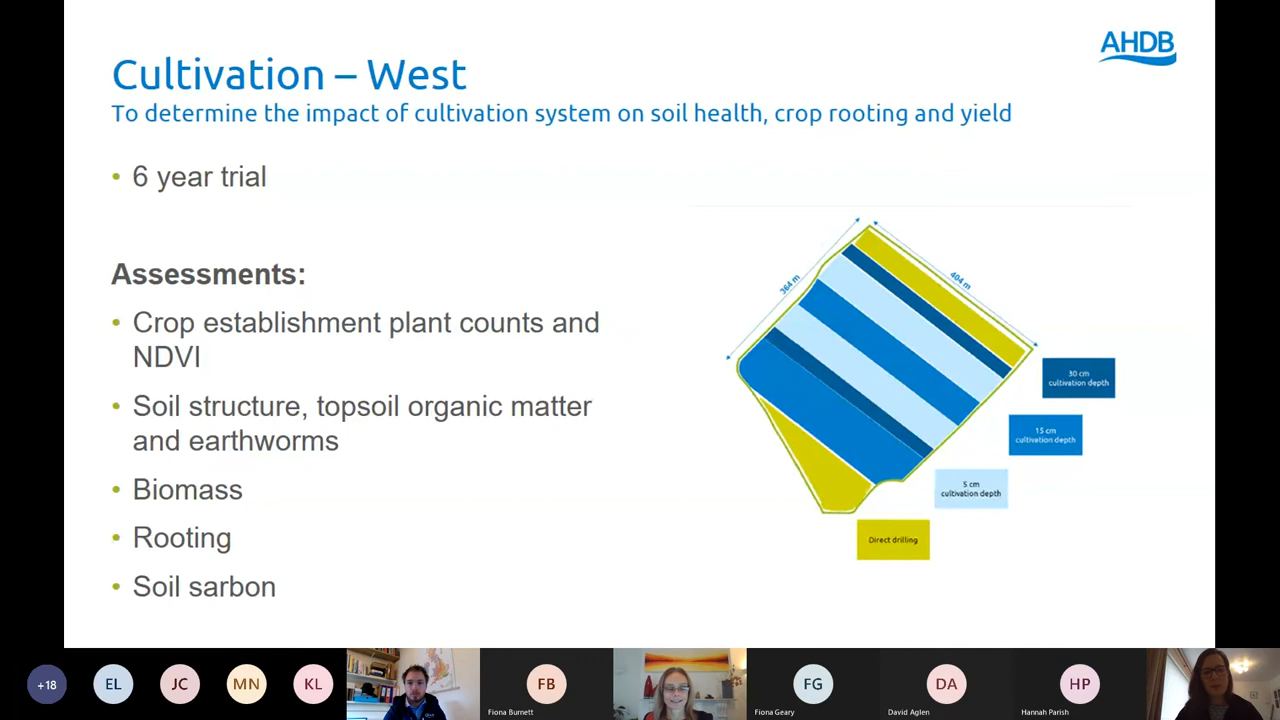 AHDB
Cultivation – West
To determine the impact of cultivation system on soil health, crop rooting and yield
• 6 year trial
Assessments:
• Crop establishment plant counts and
NDVI
• Soil structure, topsoil organic matter
and earthworms
• Biomass
• Rooting
• Soil sarbon
364 m
404 m
30 cm
cultivation depth
15 cm
cultivation depth
5 cm
cultivation depth
Direct drilling
+18
EL
JC
MN
KL
FB
Fiona Burnett
FG
Fiona Geary
DA
David Aglen
HP
Hannah Parish